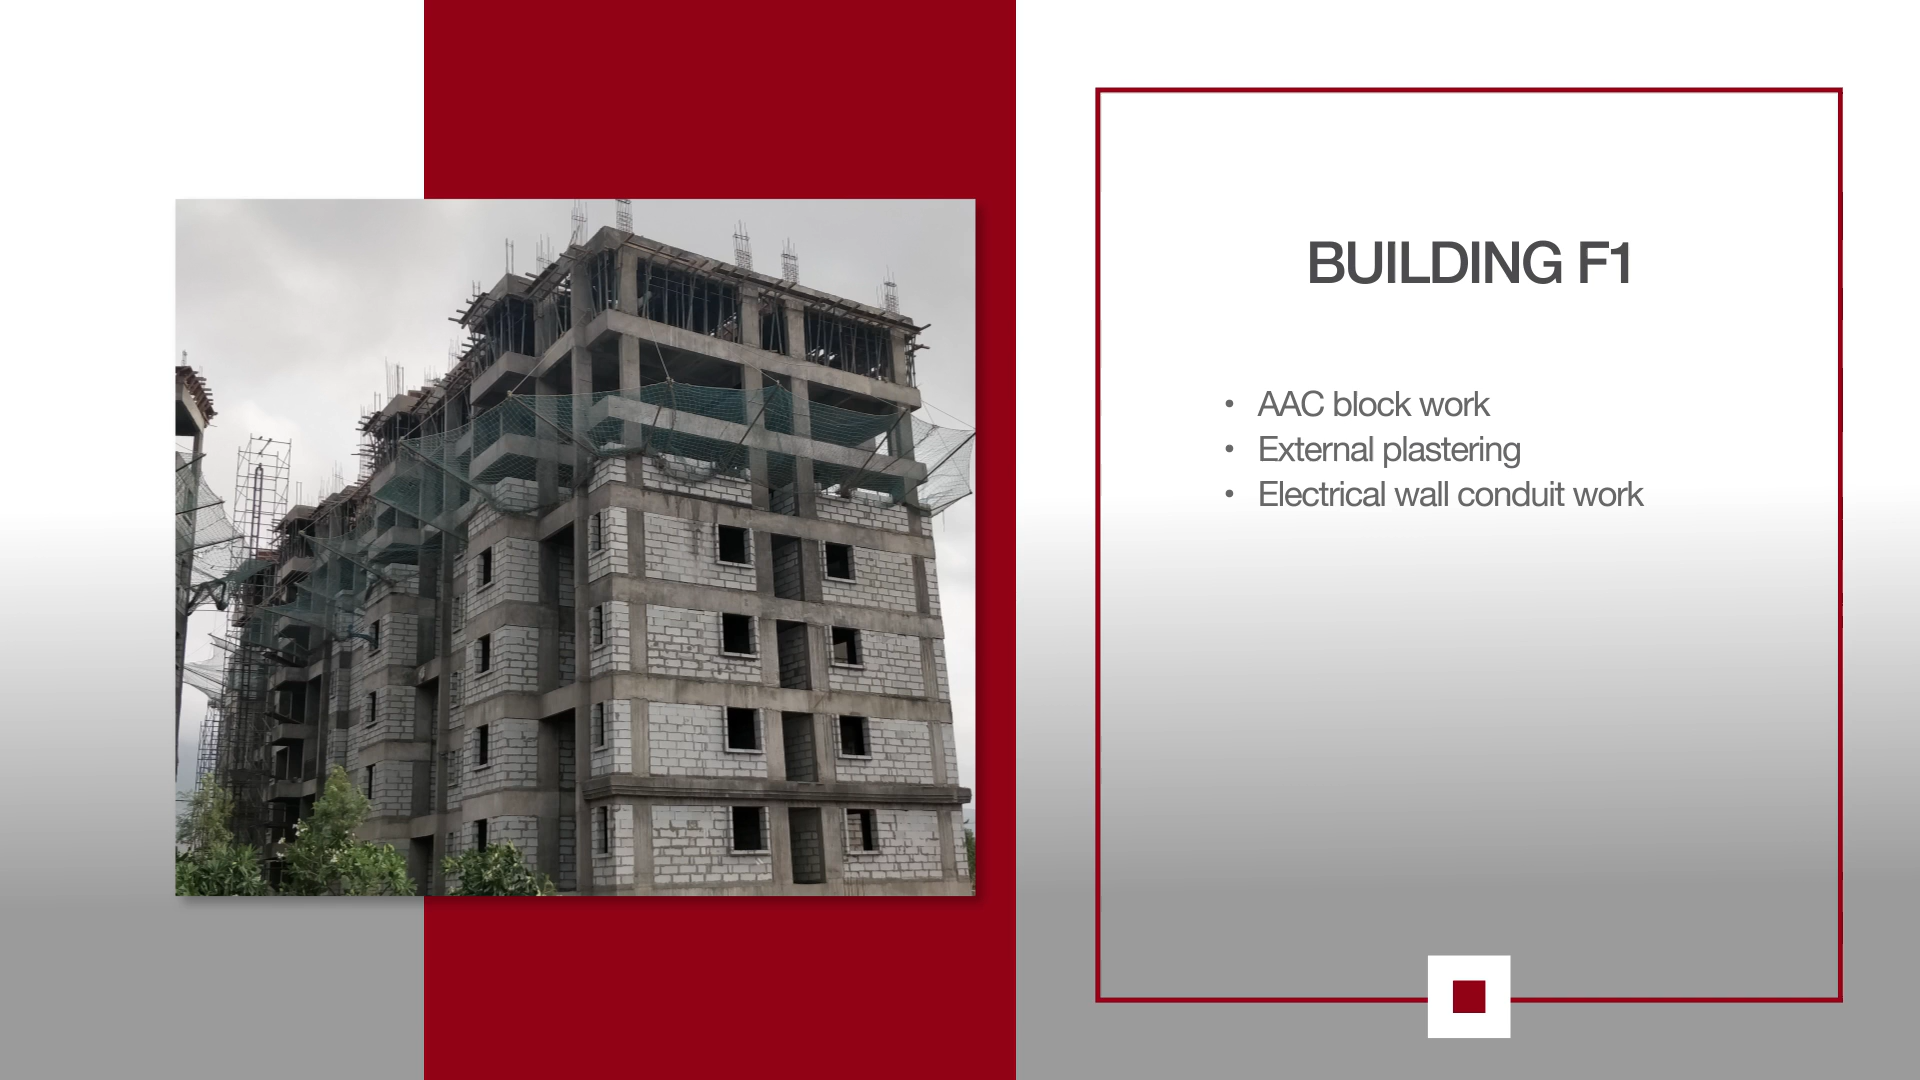 BUILDING F1
• AAC block work
• External plastering
• Electrical wall conduit work